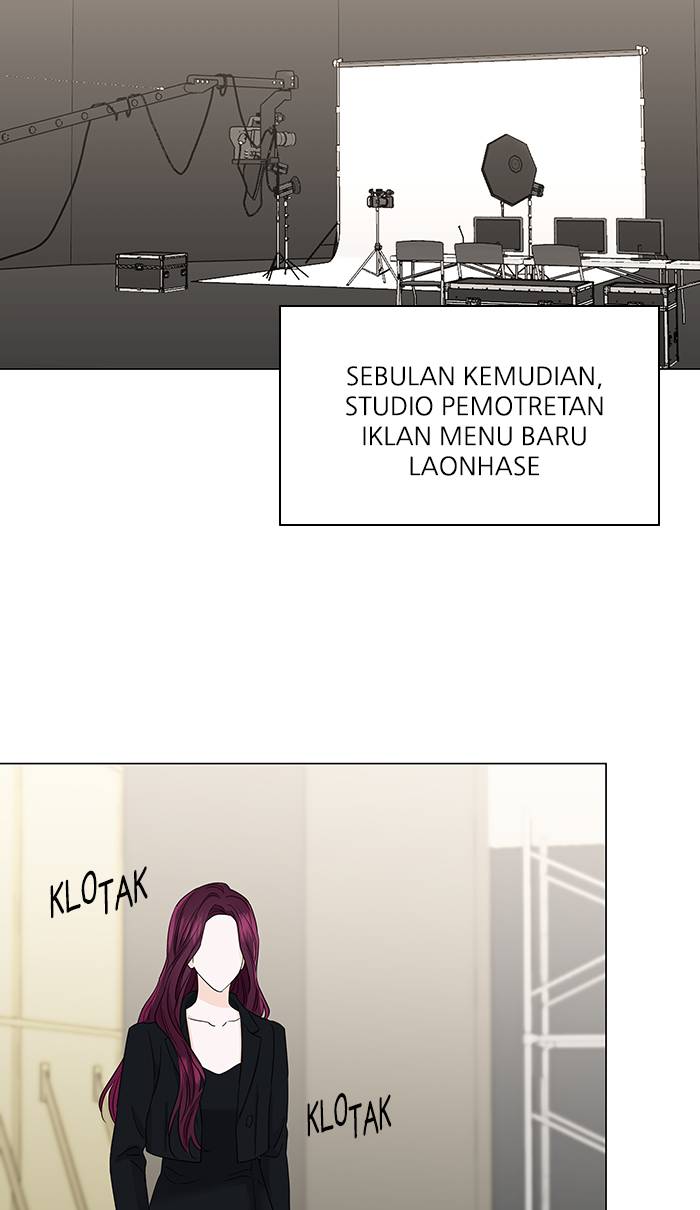 SEBULAN KEMUDIAN,
STUDIO PEMOTRETAN
IKLAN MENU BARU
LAONHASE
KLOTAK
KLOTAK